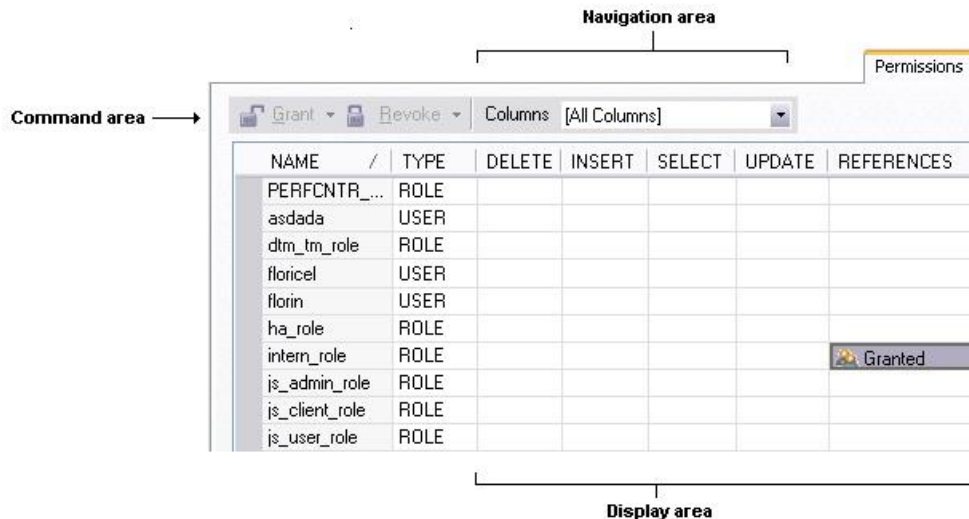 Navigation area
Permissions
Command area
Grant Revoke Columns [All Columns]
NAME / TYPE DELETE INSERT SELECT UPDATE REFERENCES
PERFCNTR_... ROLE
asdada USER
dtm_tm_role ROLE
floricel USER
florin USER
ha_role ROLE
intern_role ROLE Granted
js_admin_role ROLE
js_client_role ROLE
js_user_role ROLE
Display area